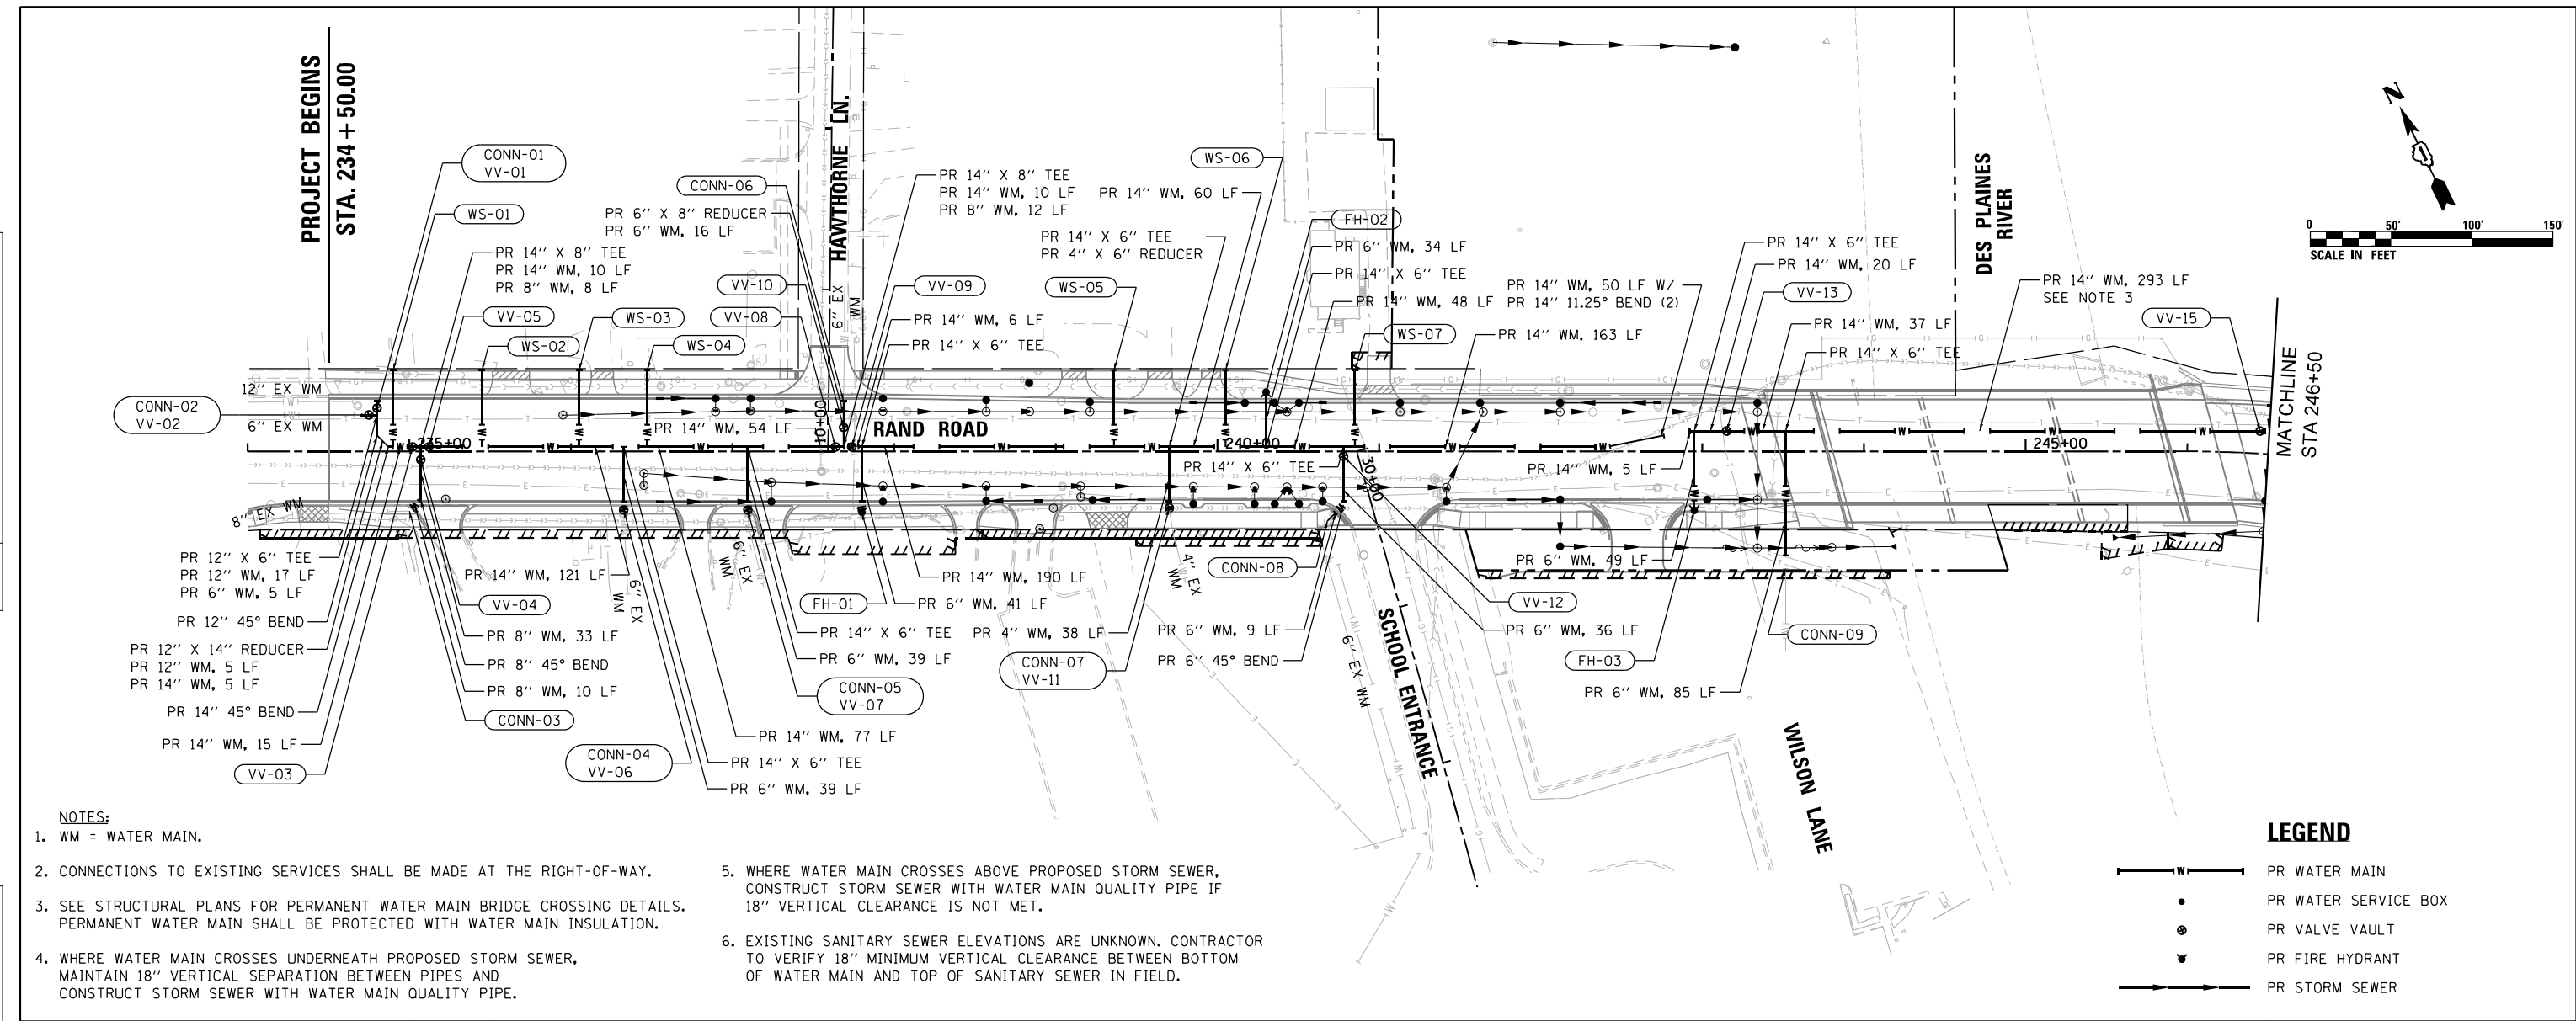 PROJECT BEGINS
STA. 234 + 50.00
CONN-01
VV-01
WS-01
PR 14" X 8" TEE
PR 14" WM, 10 LF
PR 8" WM, 8 LF
VV-05
WS-02
WS-03
WS-04
CONN-06
PR 6" X 8" REDUCER
PR 6" WM, 16 LF
VV-10
VV-08
HAWTHORNE LN.
6" EX
WM
PR 14" X 8" TEE
PR 14" WM, 10 LF
PR 8" WM, 12 LF
VV-09
PR 14" WM, 6 LF
PR 14" X 6" TEE
WS-06
PR 14" WM, 60 LF
PR 14" X 6" TEE
PR 4" X 6" REDUCER
WS-05
FH-02
PR 6" WM, 34 LF
PR 14" X 6" TEE
PR 14" WM, 48 LF
WS-07
PR 14" WM, 50 LF W/
PR 14" 11.25° BEND (2)
PR 14" WM, 163 LF
PR 14" X 6" TEE
PR 14" WM, 20 LF
VV-13
PR 14" WM, 37 LF
PR 14" X 6" TEE
DES PLAINES
RIVER
PR 14" WM, 293 LF
SEE NOTE 3
VV-15
MATCHLINE
STA 246+50
N
0 50' 100' 150'
SCALE IN FEET
12" EX WM
CONN-02
VV-02
6" EX WM
8" EX WM
235+00
PR 14" WM, 54 LF
10+00
RAND ROAD
240+00
PR 14" X 6" TEE
30+00
PR 14" WM, 5 LF
245+00
PR 12" X 6" TEE
PR 12" WM, 17 LF
PR 6" WM, 5 LF
PR 12" 45° BEND
PR 12" X 14" REDUCER
PR 12" WM, 5 LF
PR 14" WM, 5 LF
PR 14" 45° BEND
PR 14" WM, 15 LF
VV-03
PR 14" WM, 121 LF
VV-04
PR 8" WM, 33 LF
PR 8" 45° BEND
PR 8" WM, 10 LF
CONN-03
6" EX
WM
CONN-04
VV-06
6" EX
WM
PR 14" WM, 77 LF
PR 14" X 6" TEE
PR 6" WM, 39 LF
FH-01
PR 14" X 6" TEE
PR 6" WM, 39 LF
CONN-05
VV-07
PR 14" WM, 190 LF
PR 6" WM, 41 LF
PR 4" WM, 38 LF
CONN-07
VV-11
4" EX
WM
CONN-08
PR 6" WM, 9 LF
PR 6" 45° BEND
6" EX WM
SCHOOL ENTRANCE
VV-12
PR 6" WM, 36 LF
PR 6" WM, 49 LF
FH-03
PR 6" WM, 85 LF
CONN-09
WILSON LANE
NOTES:
1. WM = WATER MAIN.
2. CONNECTIONS TO EXISTING SERVICES SHALL BE MADE AT THE RIGHT-OF-WAY.
3. SEE STRUCTURAL PLANS FOR PERMANENT WATER MAIN BRIDGE CROSSING DETAILS.
PERMANENT WATER MAIN SHALL BE PROTECTED WITH WATER MAIN INSULATION.
4. WHERE WATER MAIN CROSSES UNDERNEATH PROPOSED STORM SEWER,
MAINTAIN 18" VERTICAL SEPARATION BETWEEN PIPES AND
CONSTRUCT STORM SEWER WITH WATER MAIN QUALITY PIPE.
5. WHERE WATER MAIN CROSSES ABOVE PROPOSED STORM SEWER,
CONSTRUCT STORM SEWER WITH WATER MAIN QUALITY PIPE IF
18" VERTICAL CLEARANCE IS NOT MET.
6. EXISTING SANITARY SEWER ELEVATIONS ARE UNKNOWN. CONTRACTOR
TO VERIFY 18" MINIMUM VERTICAL CLEARANCE BETWEEN BOTTOM
OF WATER MAIN AND TOP OF SANITARY SEWER IN FIELD.
LEGEND
W PR WATER MAIN
PR WATER SERVICE BOX
PR VALVE VAULT
PR FIRE HYDRANT
PR STORM SEWER